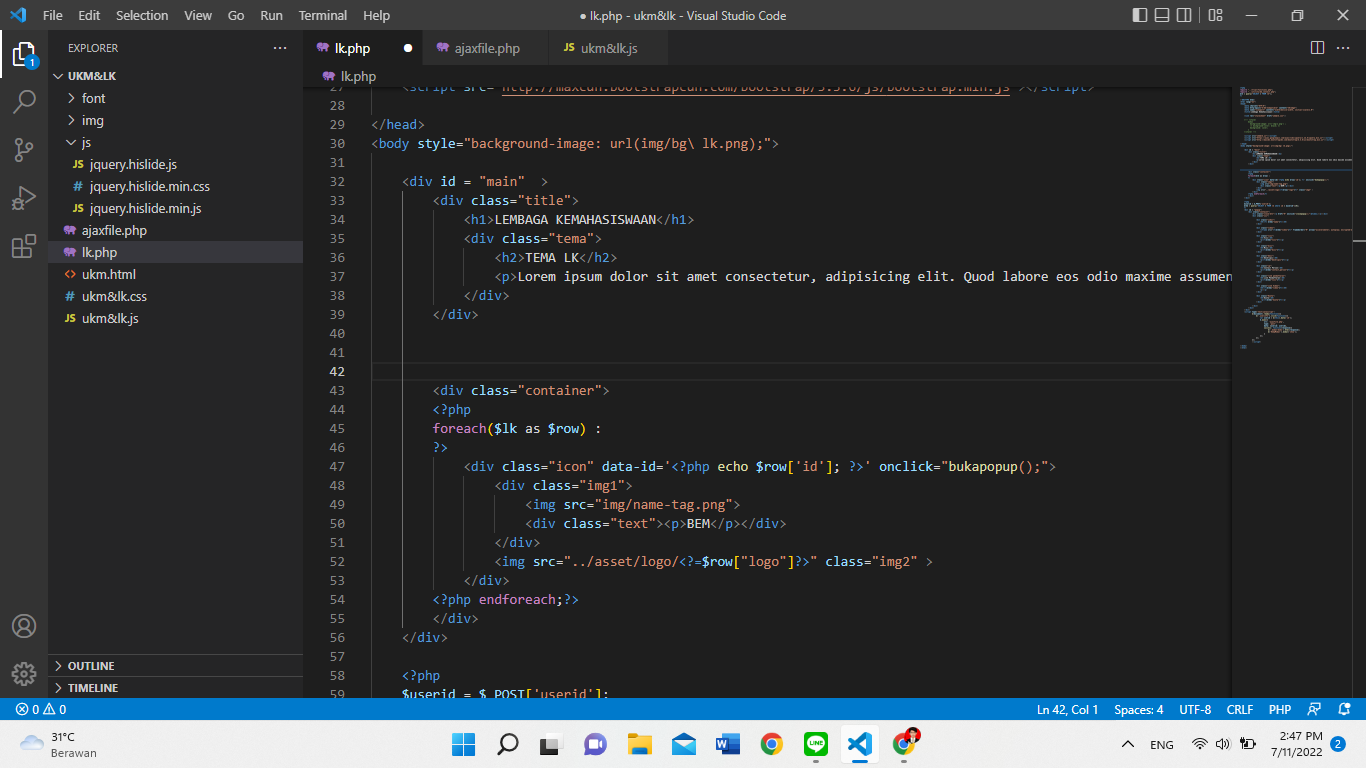 File Edit Selection View Go Run Terminal Help
● lk.php - ukm&lk - Visual Studio Code
EXPLORER
lk.php
ajaxfile.php
JS ukm&lk.js
1
UKM&LK
font
img
js
JS jquery.hislide.js
# jquery.hislide.min.css
JS jquery.hislide.min.js
ajaxfile.php
lk.php
<> ukm.html
# ukm&lk.css
JS ukm&lk.js
OUTLINE
TIMELINE
lk.php
27 <script src="http://maxcdn.bootstrapcdn.com/bootstrap/3.3.6/js/bootstrap.min.js"></script>
28
29 </head>
30 <body style="background-image: url(img/bg\ lk.png);">
31
32 <div id = "main"  >
33 <div class="title">
34 <h1>LEMBAGA KEMAHASISWAAN</h1>
35 <div class="tema">
36 <h2>TEMA LK</h2>
37 <p>Lorem ipsum dolor sit amet consectetur, adipisicing elit. Quod labore eos odio maxime assumen
38 </div>
39 </div>
40
41
42
43 <div class="container">
44 <?php
45 foreach($lk as $row) :
46 ?>
47 <div class="icon" data-id='<?php echo $row['id']; ?>' onclick="bukapopup();">
48 <div class="img1">
49 <img src="img/name-tag.png">
50 <div class="text"><p>BEM</p></div>
51 </div>
52 <img src="../asset/logo/<?=$row["logo"]?>" class="img2" >
53 </div>
54 <?php endforeach;?>
55 </div>
56 </div>
57
58 <?php
59 $userid = $_POST['userid'];
0 0
Ln 42, Col 1 Spaces: 4 UTF-8 CRLF PHP
31°C
Berawan
LINE
ENG
2:47 PM
7/11/2022
2